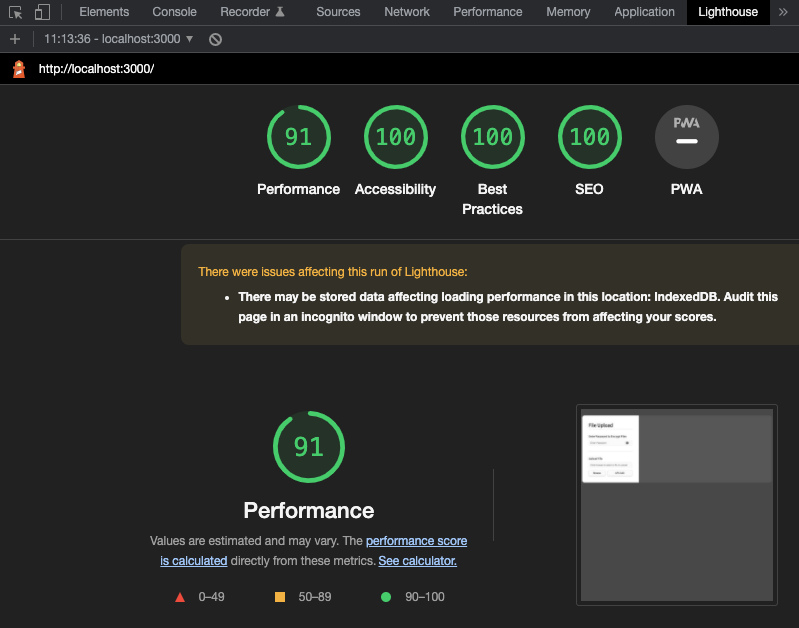 Elements Console Recorder Sources Network Performance Memory Application Lighthouse »
11:13:36 - localhost:3000 ▼
http://localhost:3000/
91 100 100 100 PWA
Performance Accessibility Best SEO PWA
Practices
There were issues affecting this run of Lighthouse:
• There may be stored data affecting loading performance in this location: IndexedDB. Audit this
page in an incognito window to prevent those resources from affecting your scores.
91
File Upload
Performance
Values are estimated and may vary. The performance score
is calculated directly from these metrics. See calculator.
0–49 50–89 90–100